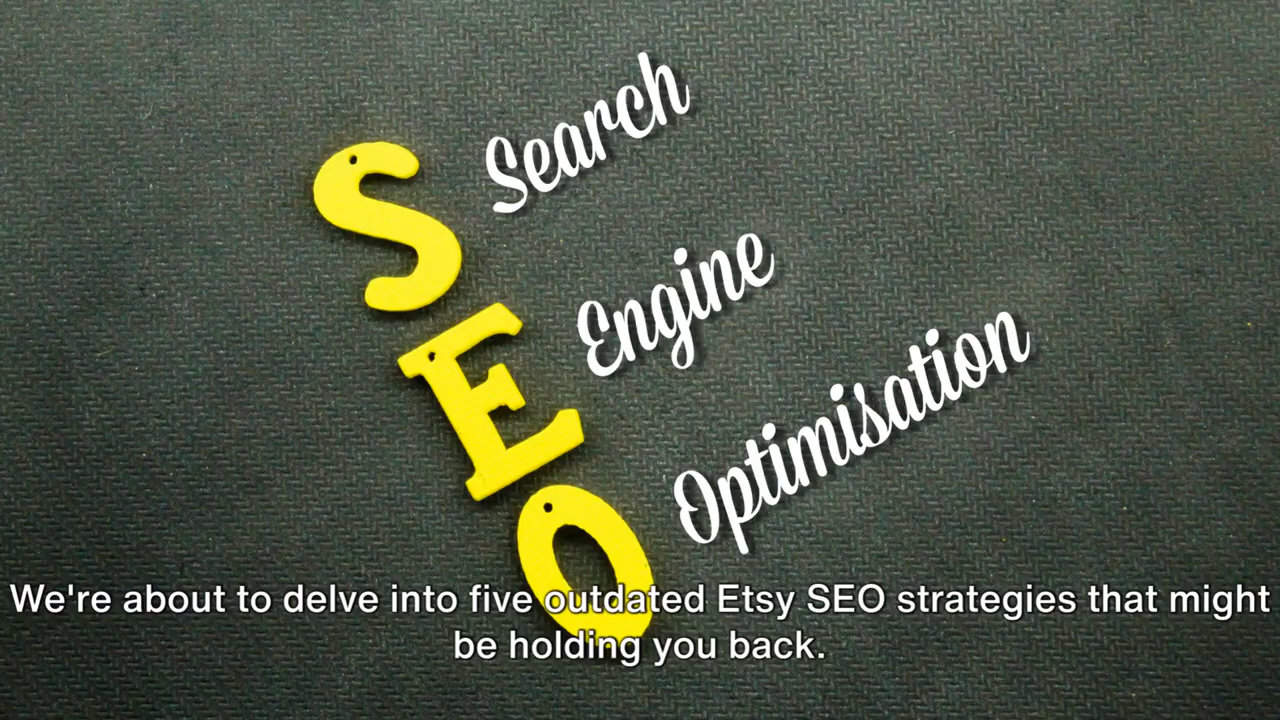 S Search
E Engine
O Optimisation
We're about to delve into five outdated Etsy SEO strategies that might
be holding you back.